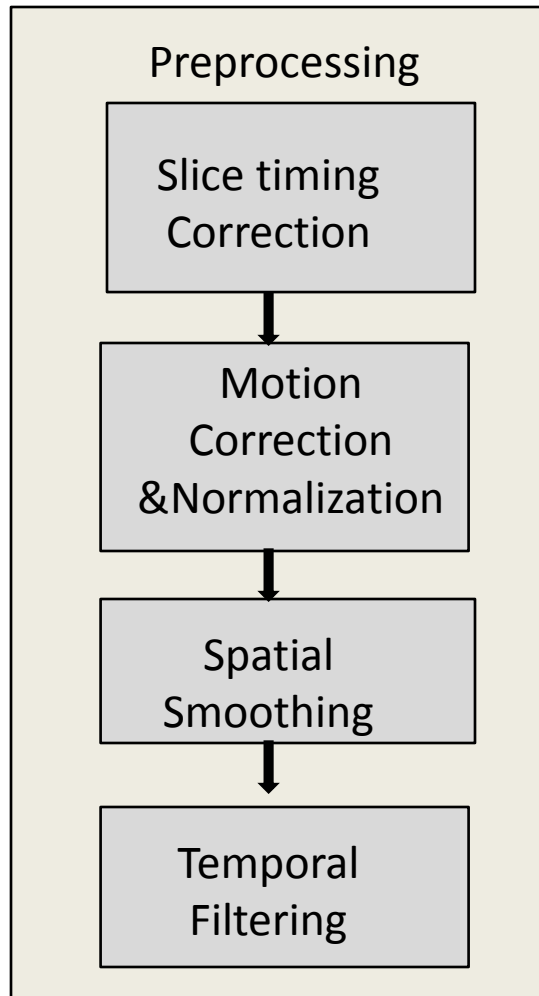 Preprocessing
Slice timing
Correction
Motion
Correction
&Normalization
Spatial
Smoothing
Temporal
Filtering